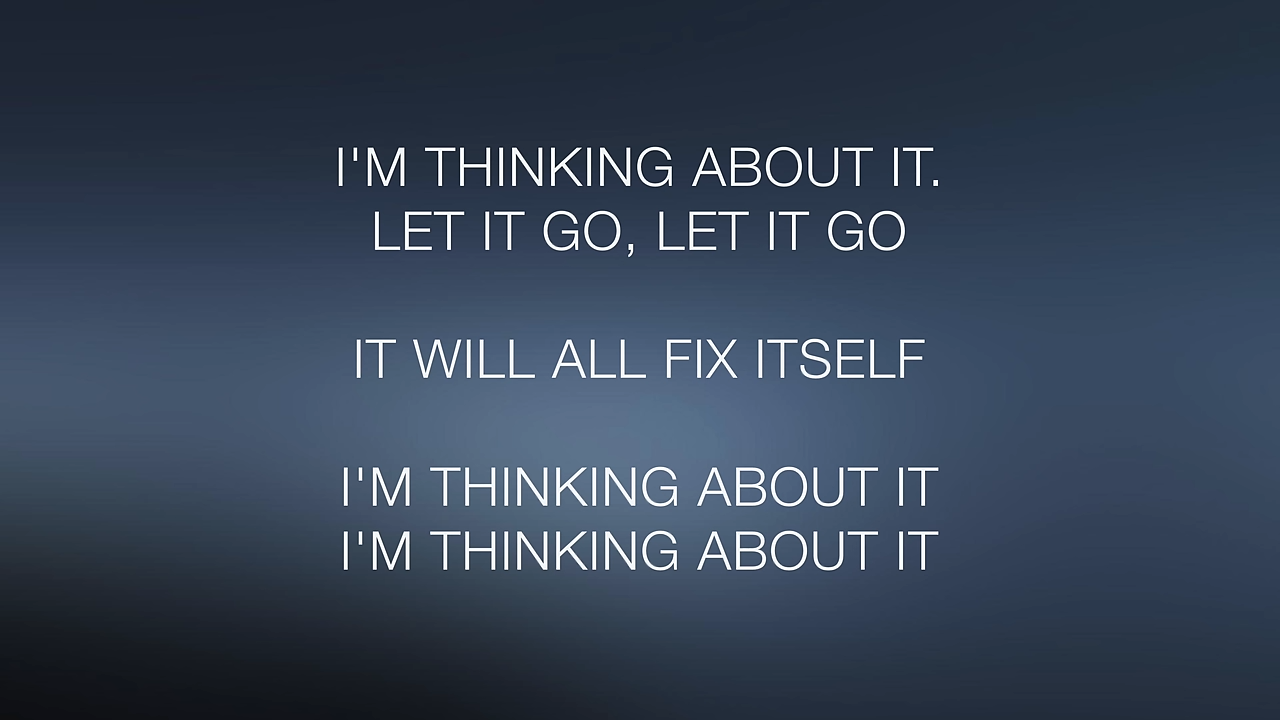 I'M THINKING ABOUT IT.
LET IT GO, LET IT GO
IT WILL ALL FIX ITSELF
I'M THINKING ABOUT IT
I'M THINKING ABOUT IT